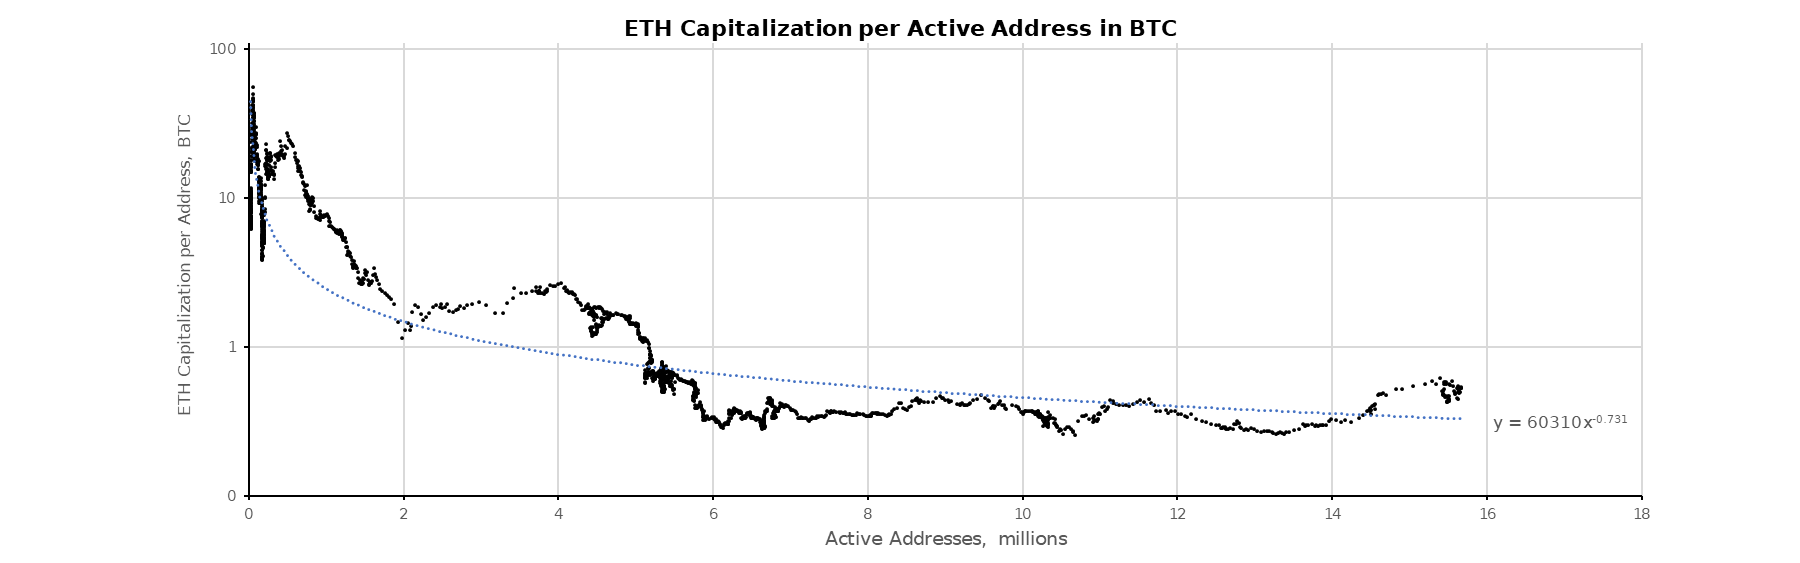 ETH Capitalization per Active Address in BTC
100
10
1
0
ETH Capitalization per Address, BTC
y = 60310x^-0.731
0 2 4 6 8 10 12 14 16 18
Active Addresses, millions